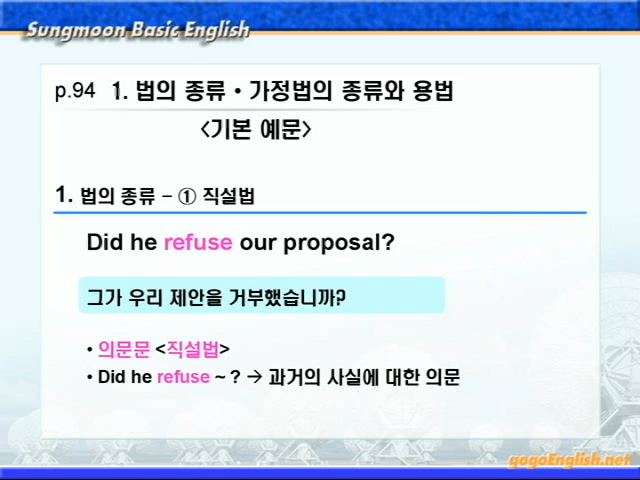 Sungmoon Basic English
p.94 1. 법의 종류 • 가정법의 종류와 용법
<기본 예문>
1. 법의 종류 – ① 직설법
Did he refuse our proposal?
그가 우리 제안을 거부했습니까?
• 의문문 <직설법>
• Did he refuse ~ ? → 과거의 사실에 대한 의문
gogoEnglish.net